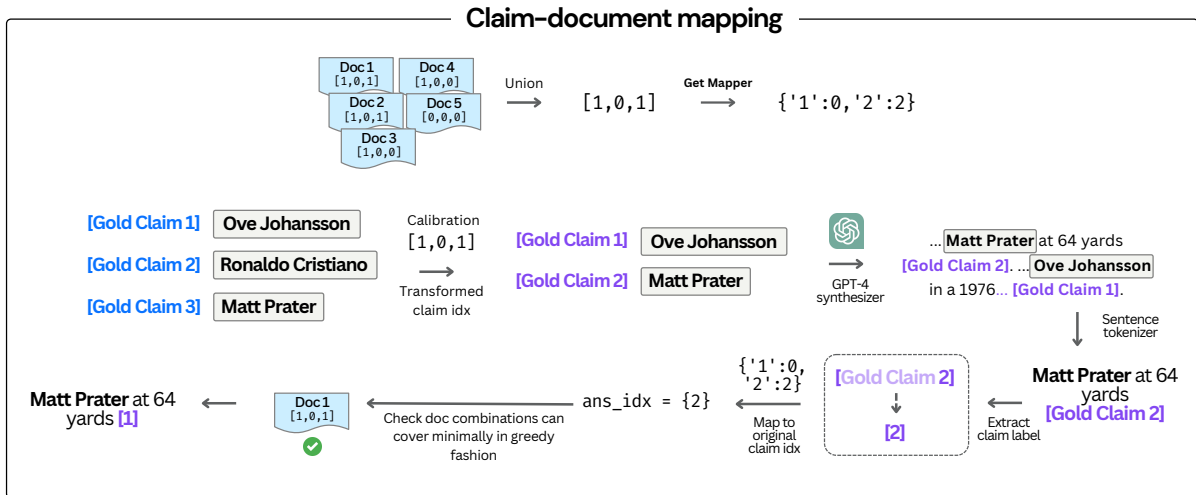 Claim-document mapping
Doc 1
[1,0,1]
Doc 4
[1,0,0]
Doc 2
[1,0,1]
Doc 5
[0,0,0]
Doc 3
[1,0,0]
Union
[1,0,1]
Get Mapper
{'1':0,'2':2}
[Gold Claim 1] Ove Johansson
[Gold Claim 2] Ronaldo Cristiano
[Gold Claim 3] Matt Prater
Calibration
[1,0,1]
Transformed
claim idx
[Gold Claim 1] Ove Johansson
[Gold Claim 2] Matt Prater
GPT-4
synthesizer
... Matt Prater at 64 yards
[Gold Claim 2]. ... Ove Johansson
in a 1976... [Gold Claim 1].
Sentence
tokenizer
Matt Prater at 64
yards
[Gold Claim 2]
Extract
claim label
[Gold Claim 2]
[2]
{'1':0,
'2':2}
Map to
original
claim idx
ans_idx = {2}
Check doc combinations can
cover minimally in greedy
fashion
Doc 1
[1,0,1]
Matt Prater at 64
yards [1]